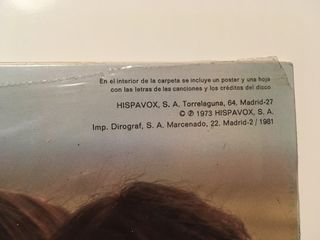 En el interior de la carpeta se incluye un poster y una hoja
con las letras de las canciones y los créditos del disco
HISPAVOX, S. A. Torrelaguna, 64. Madrid-27
© ℗ 1973 HISPAVOX, S. A.
Imp. Dirograf, S. A. Marcenado, 22. Madrid-2 / 1981